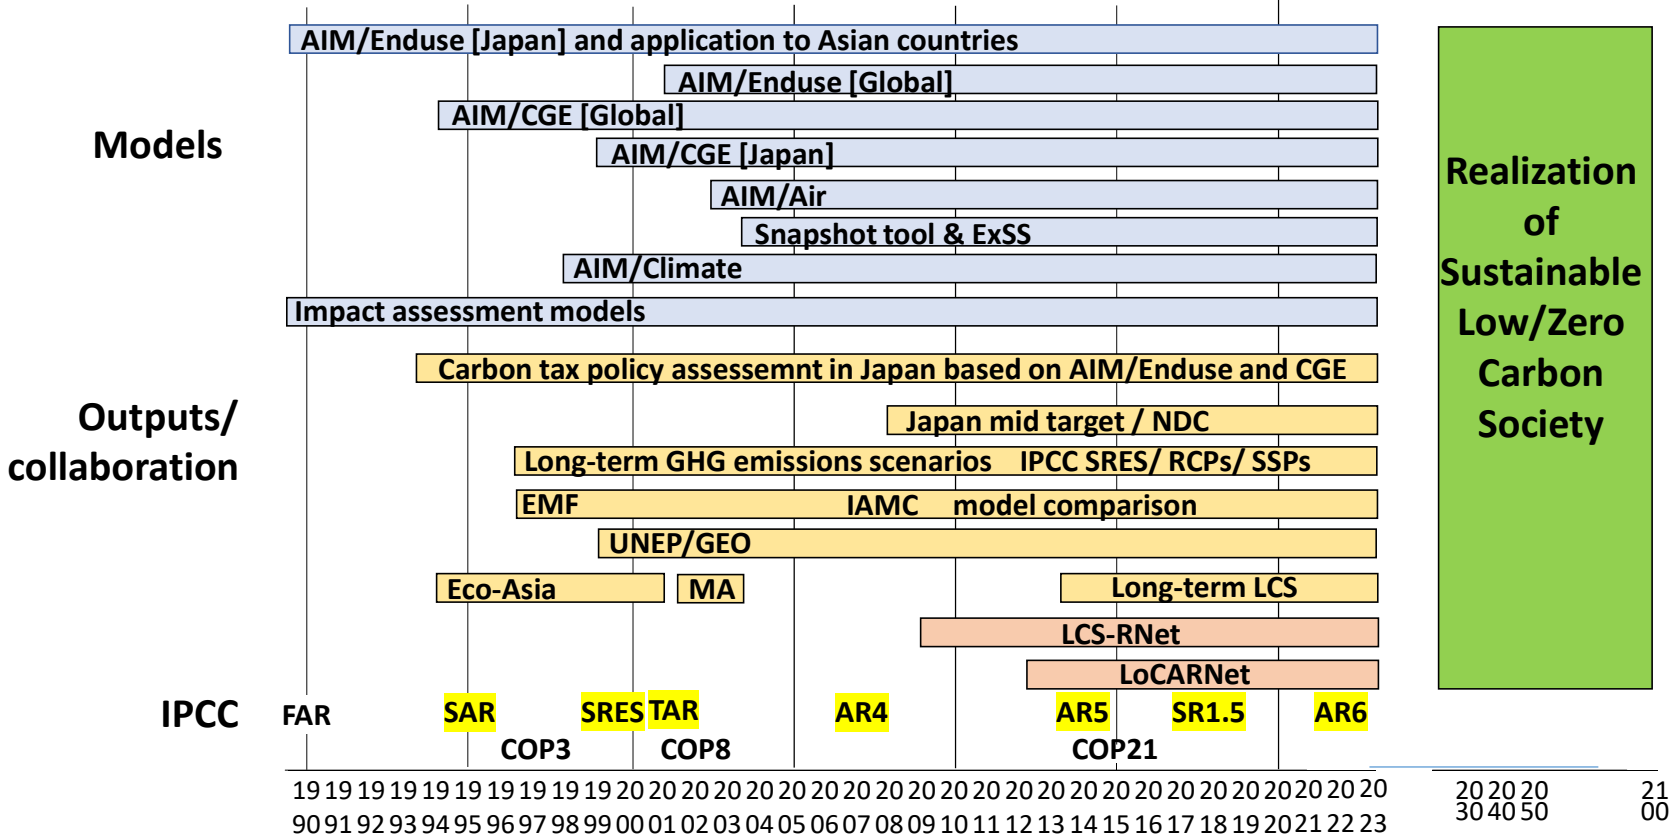 AIM/Enduse [Japan] and application to Asian countries
AIM/Enduse [Global]
AIM/CGE [Global]
Models
AIM/CGE [Japan]
AIM/Air
Snapshot tool & ExSS
AIM/Climate
Impact assessment models
Carbon tax policy assessemnt in Japan based on AIM/Enduse and CGE
Outputs/
collaboration
Japan mid target / NDC
Long-term GHG emissions scenarios IPCC SRES/ RCPs/ SSPs
EMF IAMC model comparison
UNEP/GEO
Eco-Asia MA Long-term LCS
LCS-RNet
LoCARNet
IPCC FAR SAR SRES TAR AR4 AR5 SR1.5 AR6
COP3 COP8 COP21
19 19 19 19 19 19 19 19 19 19 20 20 20 20 20 20 20 20 20 20 20 20 20 20 20 20 20 20 20 20 20 20 20 20 20 20 20 21
90 91 92 93 94 95 96 97 98 99 00 01 02 03 04 05 06 07 08 09 10 11 12 13 14 15 16 17 18 19 20 21 22 23 30 40 50 00
Realization
of
Sustainable
Low/Zero
Carbon
Society